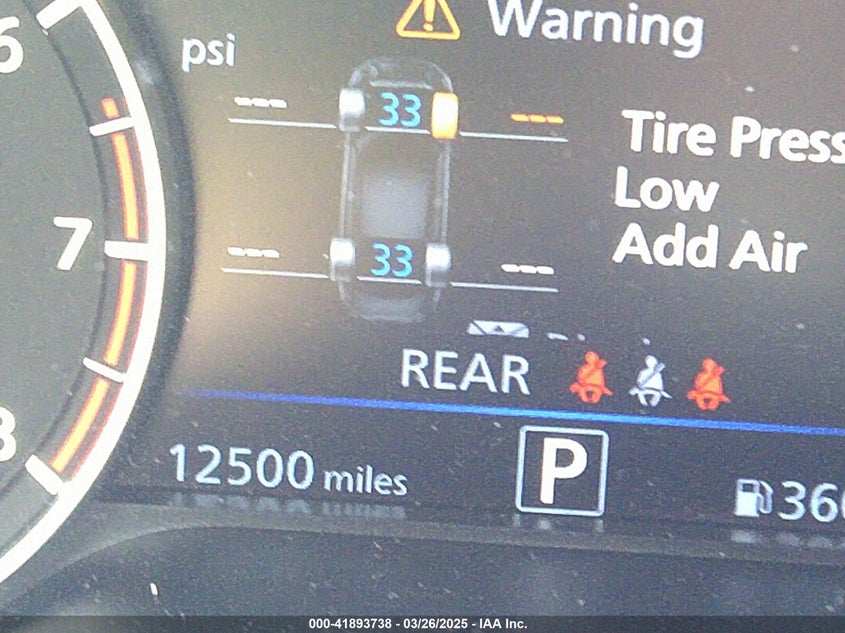 6
psi
Warning
---
33
---
Tire Press
Low
7
---
33
---
Add Air
REAR
8
12500 miles
P
360
000-41893738 - 03/26/2025 - IAA Inc.